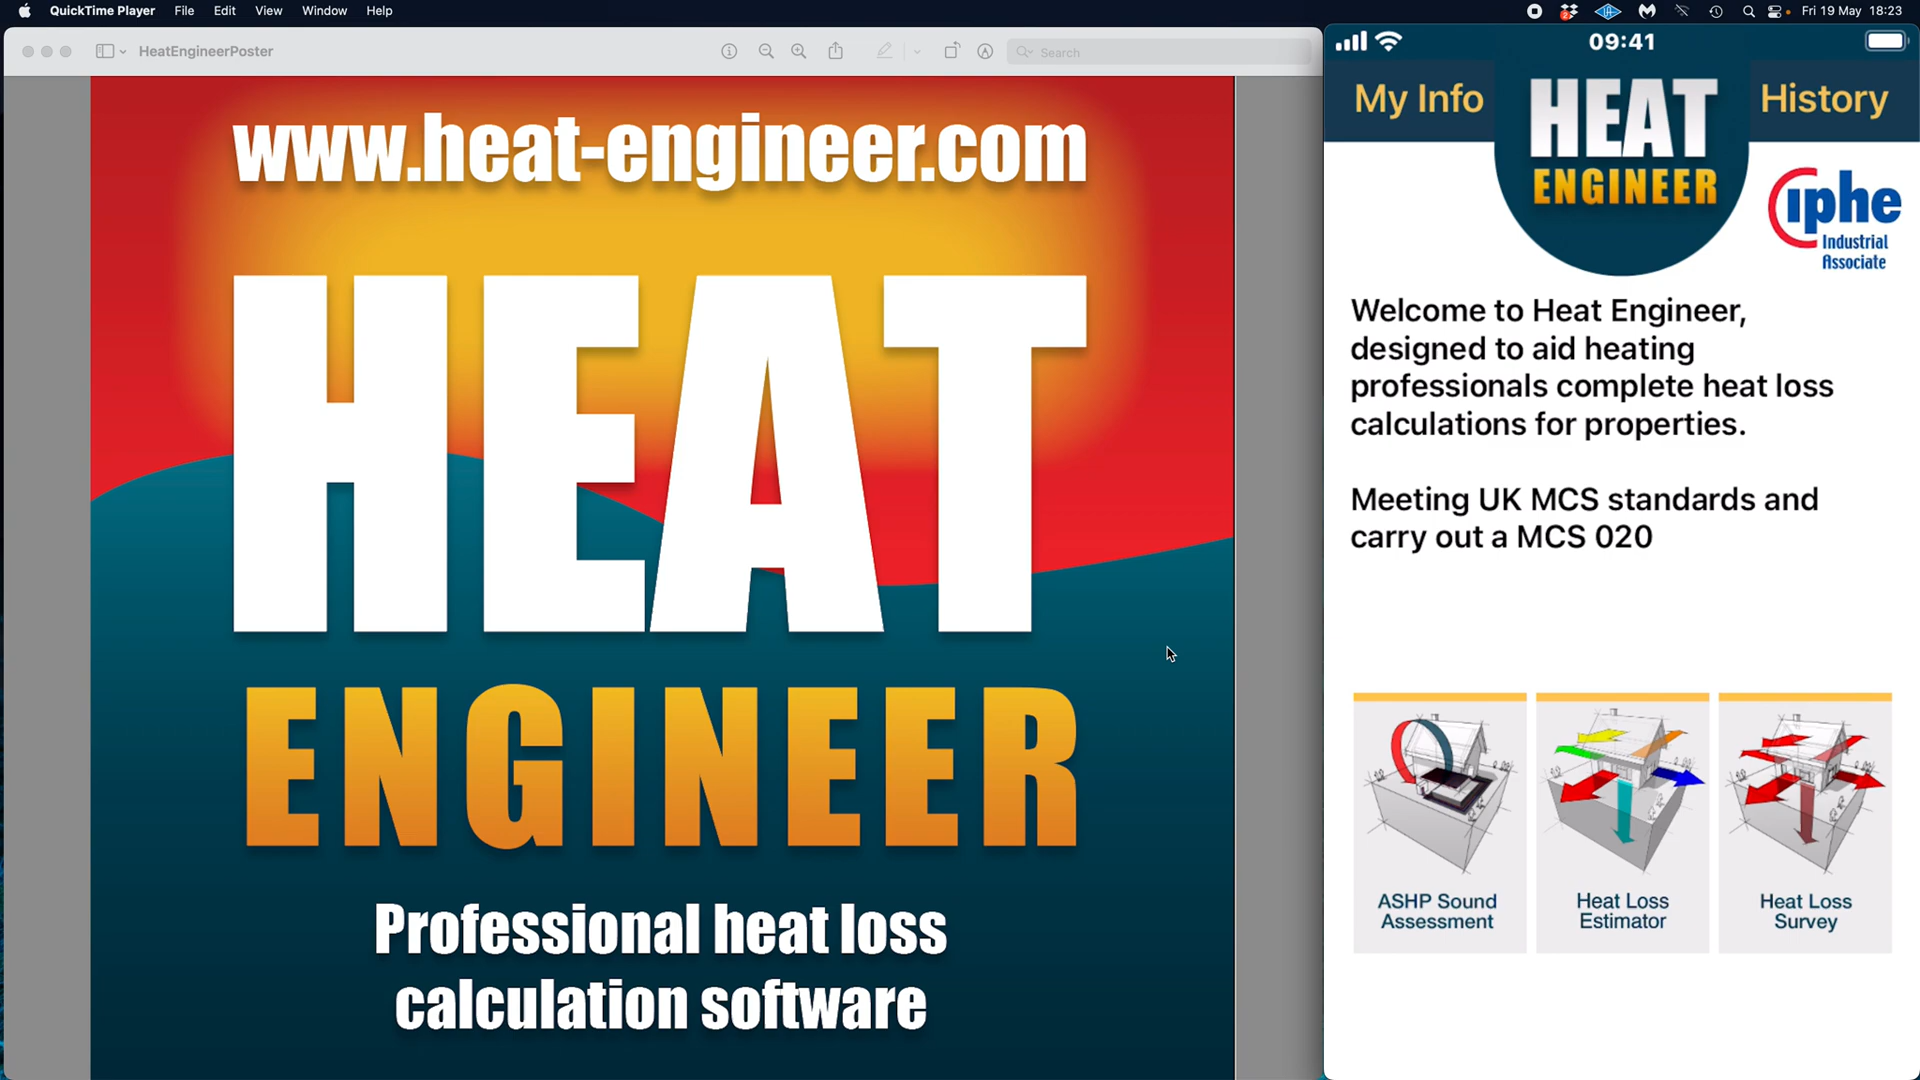 QuickTime Player File Edit View Window Help
Fri 19 May 18:23
HeatEngineerPoster
Search
www.heat-engineer.com
HEAT
ENGINEER
Professional heat loss
calculation software
09:41
My Info
HEAT
ENGINEER
History
ciphe
Industrial
Associate
Welcome to Heat Engineer,
designed to aid heating
professionals complete heat loss
calculations for properties.
Meeting UK MCS standards and
carry out a MCS 020
ASHP Sound
Assessment
Heat Loss
Estimator
Heat Loss
Survey